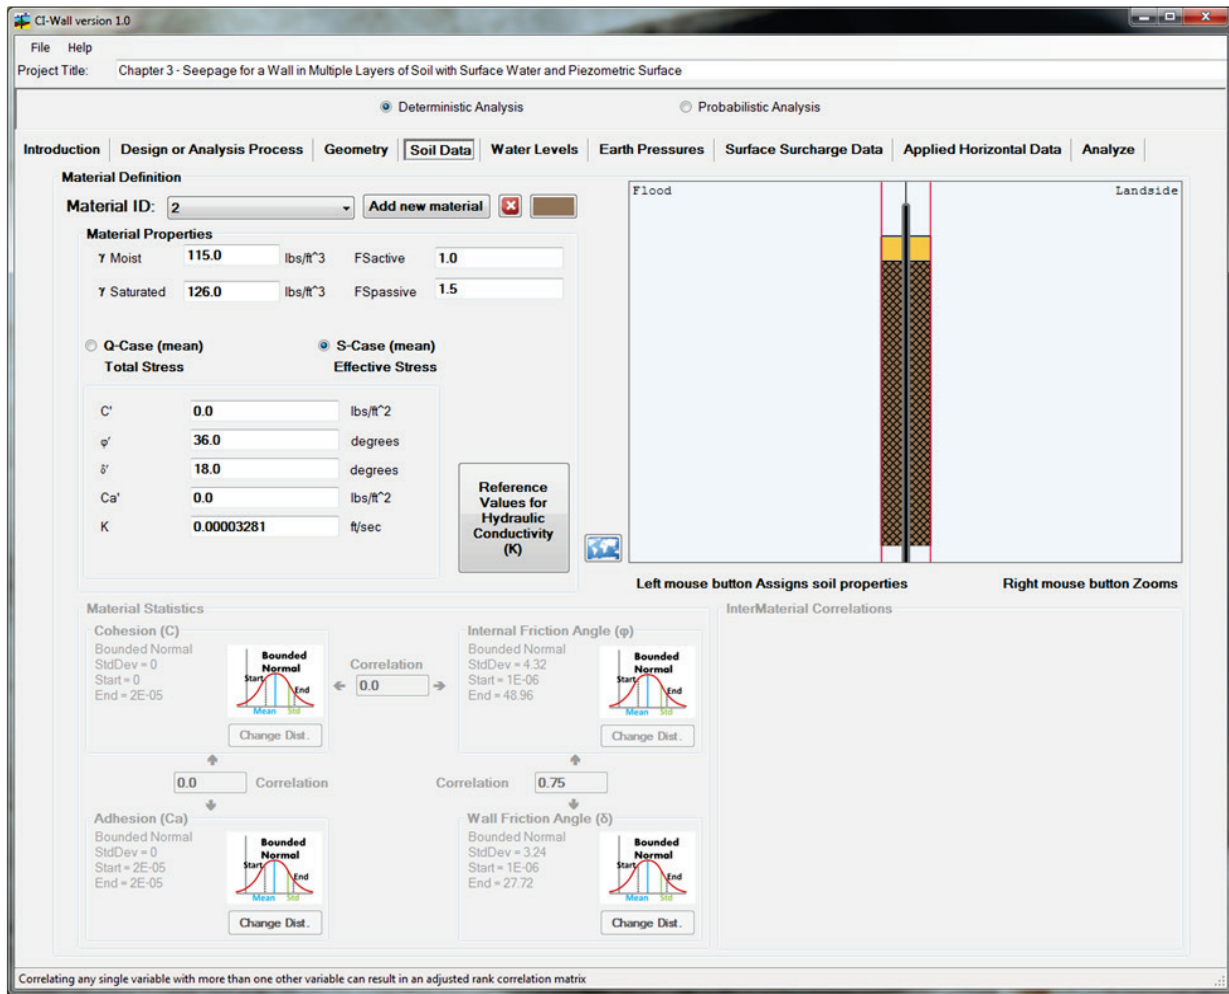 CI-Wall version 1.0
File Help
Project Title: Chapter 3 - Seepage for a Wall in Multiple Layers of Soil with Surface Water and Piezometric Surface
Deterministic Analysis Probabilistic Analysis
Introduction Design or Analysis Process Geometry Soil Data Water Levels Earth Pressures Surface Surcharge Data Applied Horizontal Data Analyze
Material Definition
Material ID: 2 Add new material
Material Properties
γ Moist 115.0 lbs/ft^3 FSactive 1.0
γ Saturated 126.0 lbs/ft^3 FSpassive 1.5
Q-Case (mean) S-Case (mean)
Total Stress Effective Stress
C' 0.0 lbs/ft^2
φ' 36.0 degrees
δ' 18.0 degrees
Ca' 0.0 lbs/ft^2
K 0.00003281 ft/sec
Reference
Values for
Hydraulic
Conductivity
(K)
Flood Landside
Left mouse button Assigns soil properties Right mouse button Zooms
Material Statistics
Cohesion (C)
Bounded Normal
StdDev = 0
Start = 0
End = 2E-05
Bounded
Normal
Start
End
Mean Std
Change Dist.
Correlation
0.0
Internal Friction Angle (φ)
Bounded Normal
StdDev = 4.32
Start = 1E-06
End = 48.96
Bounded
Normal
Start
End
Mean Std
Change Dist.
0.0 Correlation
Correlation 0.75
Adhesion (Ca)
Bounded Normal
StdDev = 0
Start = 2E-05
End = 2E-05
Bounded
Normal
Start
End
Mean Std
Change Dist.
Wall Friction Angle (δ)
Bounded Normal
StdDev = 3.24
Start = 1E-06
End = 27.72
Bounded
Normal
Start
End
Mean Std
Change Dist.
InterMaterial Correlations
Correlating any single variable with more than one other variable can result in an adjusted rank correlation matrix